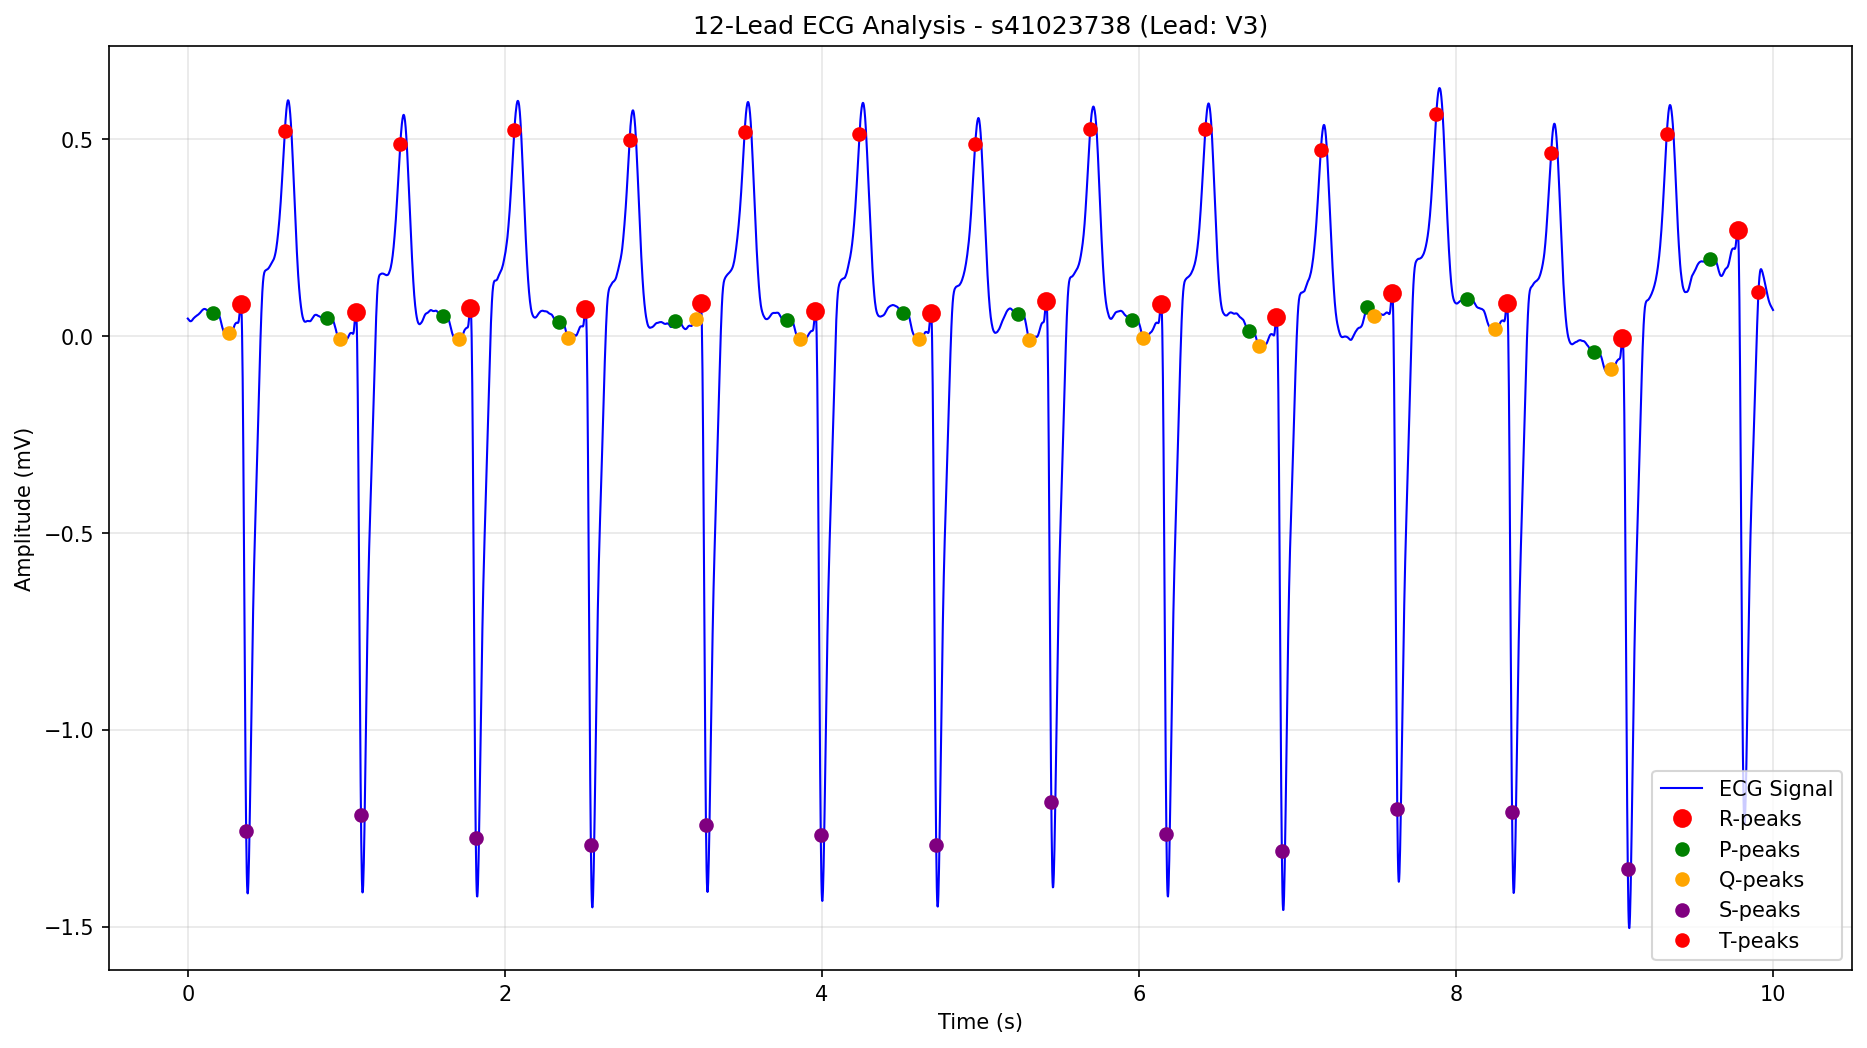 12-Lead ECG Analysis - s41023738 (Lead: V3)
Amplitude (mV)
0.5
0.0
−0.5
−1.0
−1.5
0
2
4
6
8
10
Time (s)
ECG Signal
R-peaks
P-peaks
Q-peaks
S-peaks
T-peaks